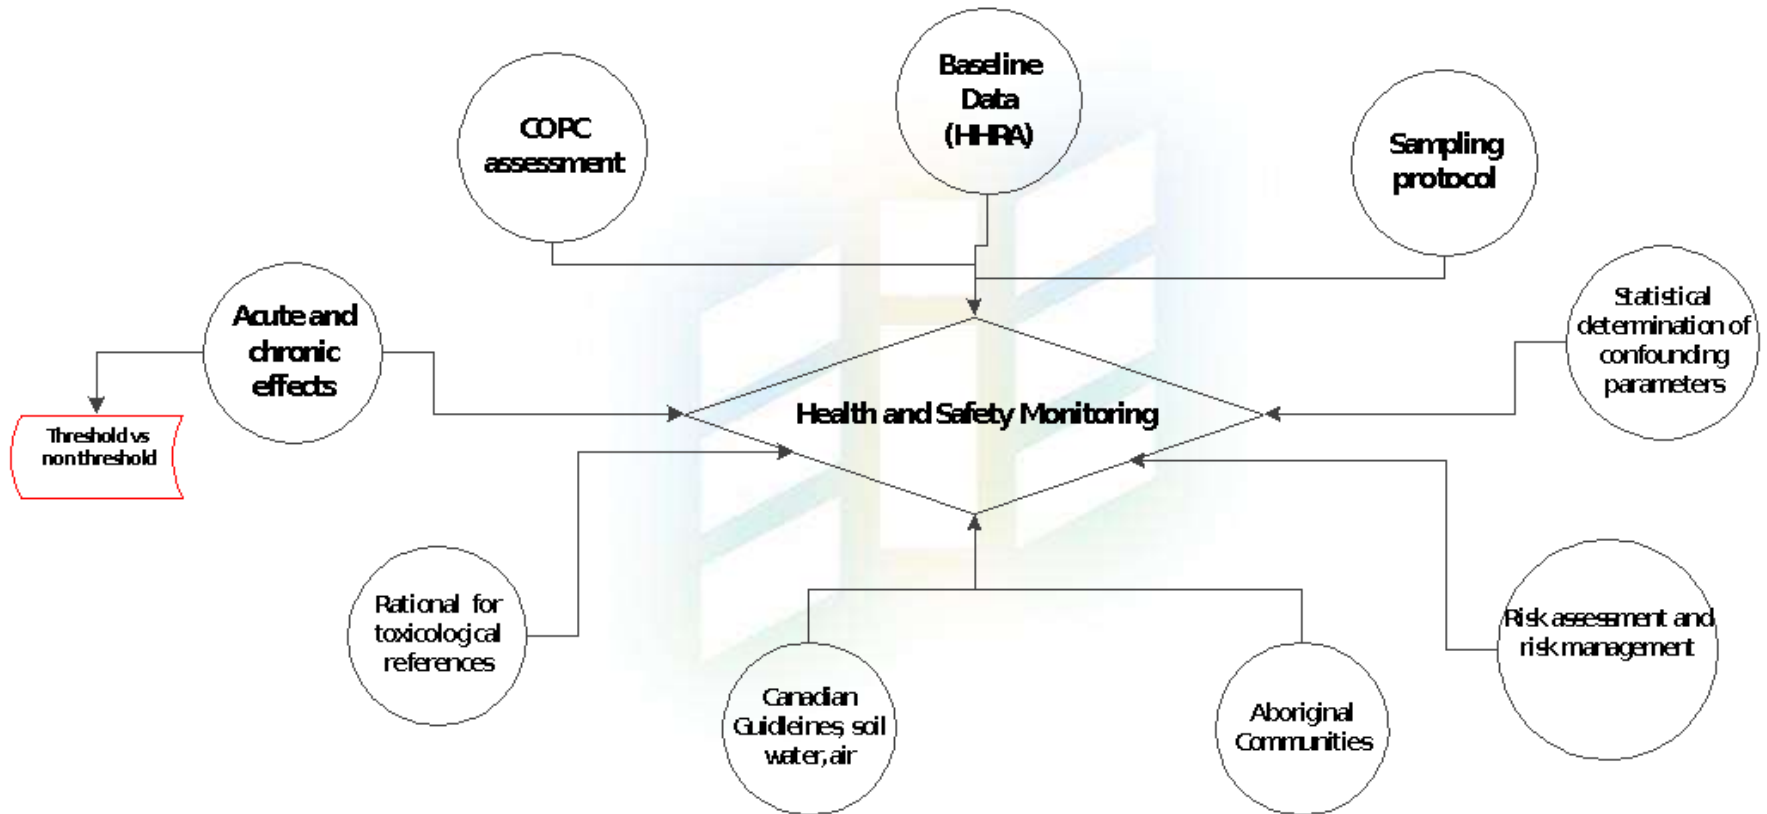 Baseline
Data
(HHRA)
COPC
assessment
Sampling
protocol
Acute and
chronic
effects
Statistical
determination of
confounding
parameters
Health and Safety Monitoring
Threshold vs
non threshold
Rational for
toxicological
references
Risk assessment and
risk management
Canadian
Guidleines, soil
water, air
Aboriginal
Communities